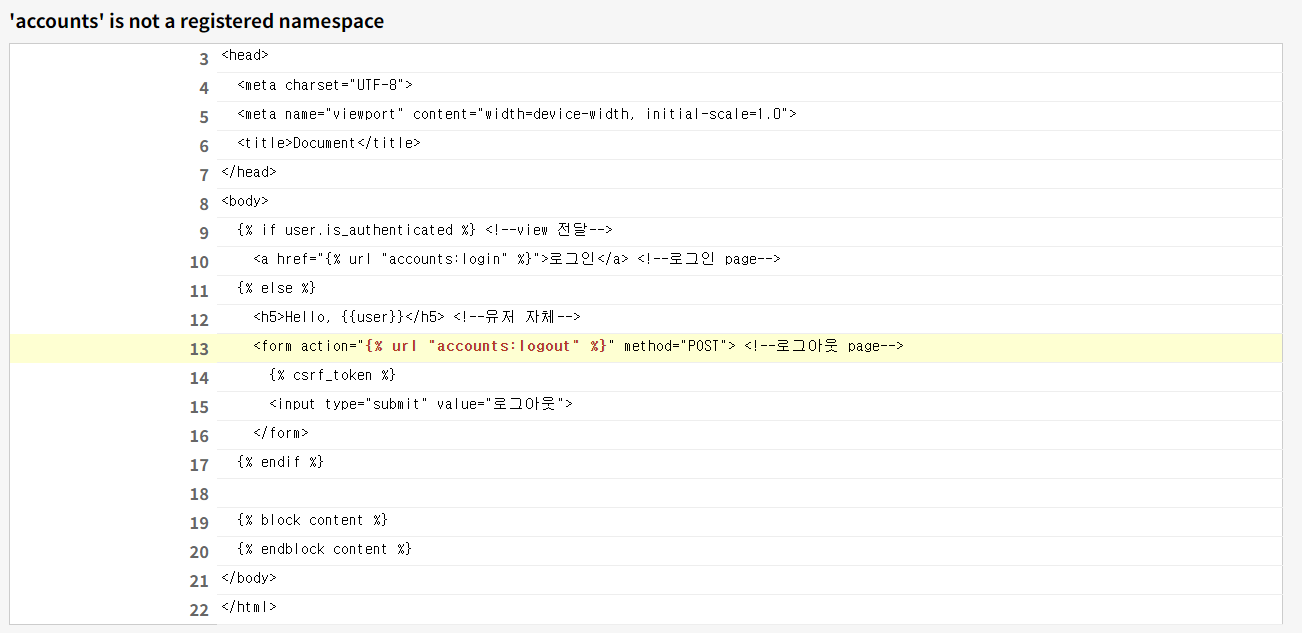 'accounts' is not a registered namespace
3 <head>
4 <meta charset="UTF-8">
5 <meta name="viewport" content="width=device-width, initial-scale=1.0">
6 <title>Document</title>
7 </head>
8 <body>
9 {% if user.is_authenticated %} <!--view 전달-->
10 <a href="{% url "accounts:login" %}">로그인</a> <!--로그인 page-->
11 {% else %}
12 <h5>Hello, {{user}}</h5> <!--유저 자체-->
13 <form action="{% url "accounts:logout" %}" method="POST"> <!--로그아웃 page-->
14 {% csrf_token %}
15 <input type="submit" value="로그아웃">
16 </form>
17 {% endif %}
18
19 {% block content %}
20 {% endblock content %}
21 </body>
22 </html>